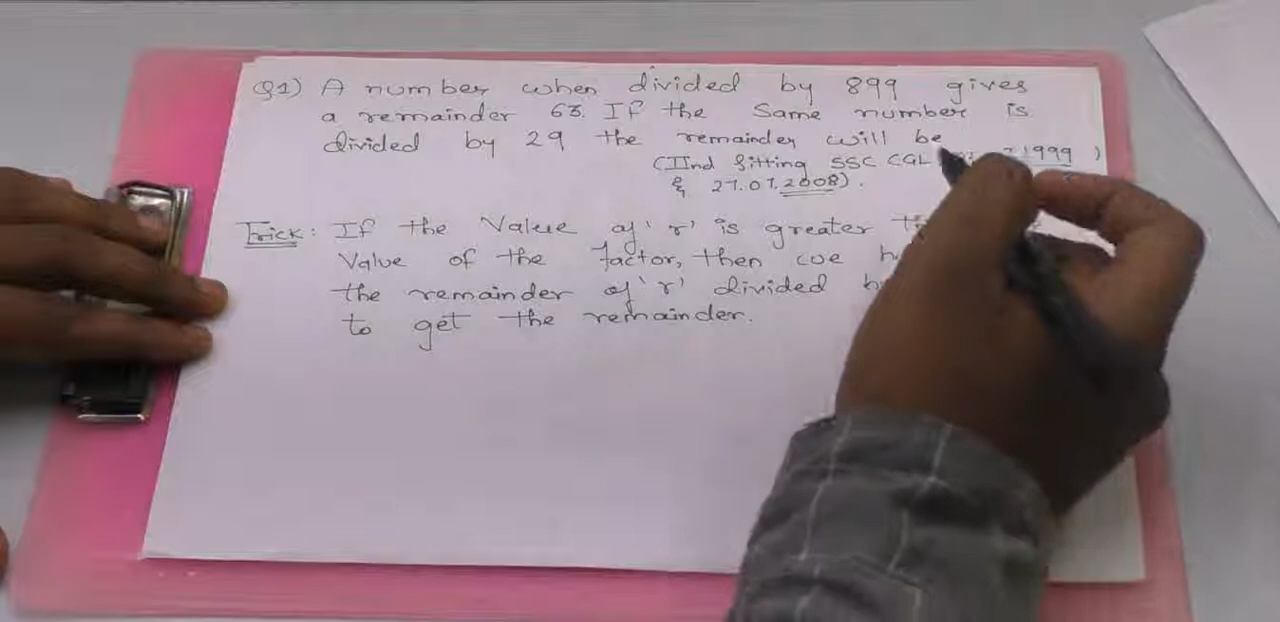 Q1) A number when divided by 899 gives
a remainder 63. If the same number is
divided by 29 the remainder will be
(IInd Sitting SSC CGL 1999)
& 27.07.2008).
Trick: If the Value of 'r' is greater
Value of the factor, then we
the remainder of 'r' divided
to get the remainder.